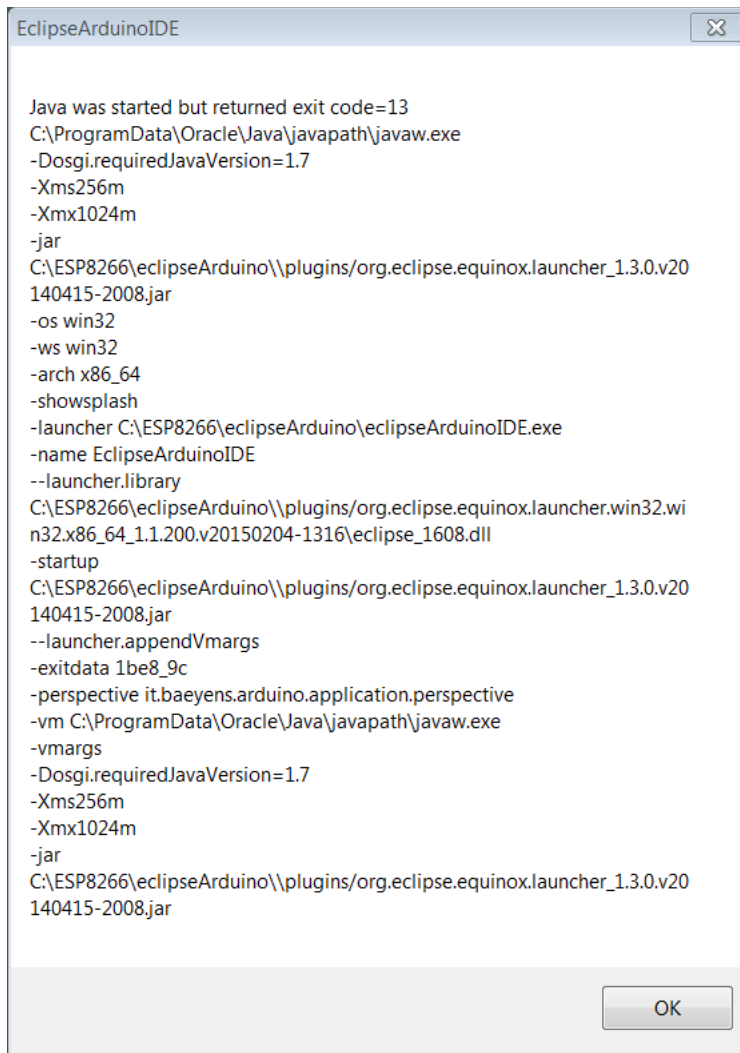 EclipseArduinoIDE
Java was started but returned exit code=13
C:\ProgramData\Oracle\Java\javapath\javaw.exe
-Dosgi.requiredJavaVersion=1.7
-Xms256m
-Xmx1024m
-jar
C:\ESP8266\eclipseArduino\\plugins/org.eclipse.equinox.launcher_1.3.0.v20
140415-2008.jar
-os win32
-ws win32
-arch x86_64
-showsplash
-launcher C:\ESP8266\eclipseArduino\eclipseArduinoIDE.exe
-name EclipseArduinoIDE
--launcher.library
C:\ESP8266\eclipseArduino\\plugins/org.eclipse.equinox.launcher.win32.wi
n32.x86_64_1.1.200.v20150204-1316\eclipse_1608.dll
-startup
C:\ESP8266\eclipseArduino\\plugins/org.eclipse.equinox.launcher_1.3.0.v20
140415-2008.jar
--launcher.appendVmargs
-exitdata 1be8_9c
-perspective it.baeyens.arduino.application.perspective
-vm C:\ProgramData\Oracle\Java\javapath\javaw.exe
-vmargs
-Dosgi.requiredJavaVersion=1.7
-Xms256m
-Xmx1024m
-jar
C:\ESP8266\eclipseArduino\\plugins/org.eclipse.equinox.launcher_1.3.0.v20
140415-2008.jar
OK